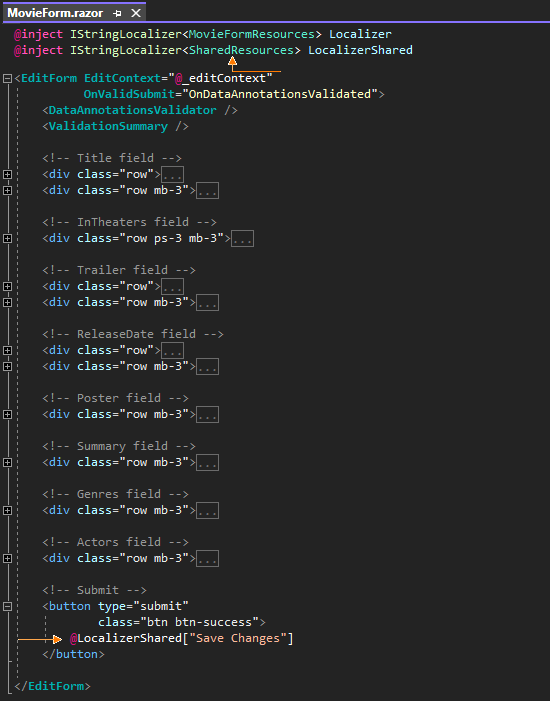 MovieForm.razor
@inject IStringLocalizer<MovieFormResources> Localizer
@inject IStringLocalizer<SharedResources> LocalizerShared
<EditForm EditContext="@_editContext"
OnValidSubmit="OnDataAnnotationsValidated">
<DataAnnotationsValidator />
<ValidationSummary />
<!-- Title field -->
<div class="row">...
<div class="row mb-3">...
<!-- InTheaters field -->
<div class="row ps-3 mb-3">...
<!-- Trailer field -->
<div class="row">...
<div class="row mb-3">...
<!-- ReleaseDate field -->
<div class="row">...
<div class="row mb-3">...
<!-- Poster field -->
<div class="row mb-3">...
<!-- Summary field -->
<div class="row mb-3">...
<!-- Genres field -->
<div class="row mb-3">...
<!-- Actors field -->
<div class="row mb-3">...
<!-- Submit -->
<button type="submit"
class="btn btn-success">
@LocalizerShared["Save Changes"]
</button>
</EditForm>